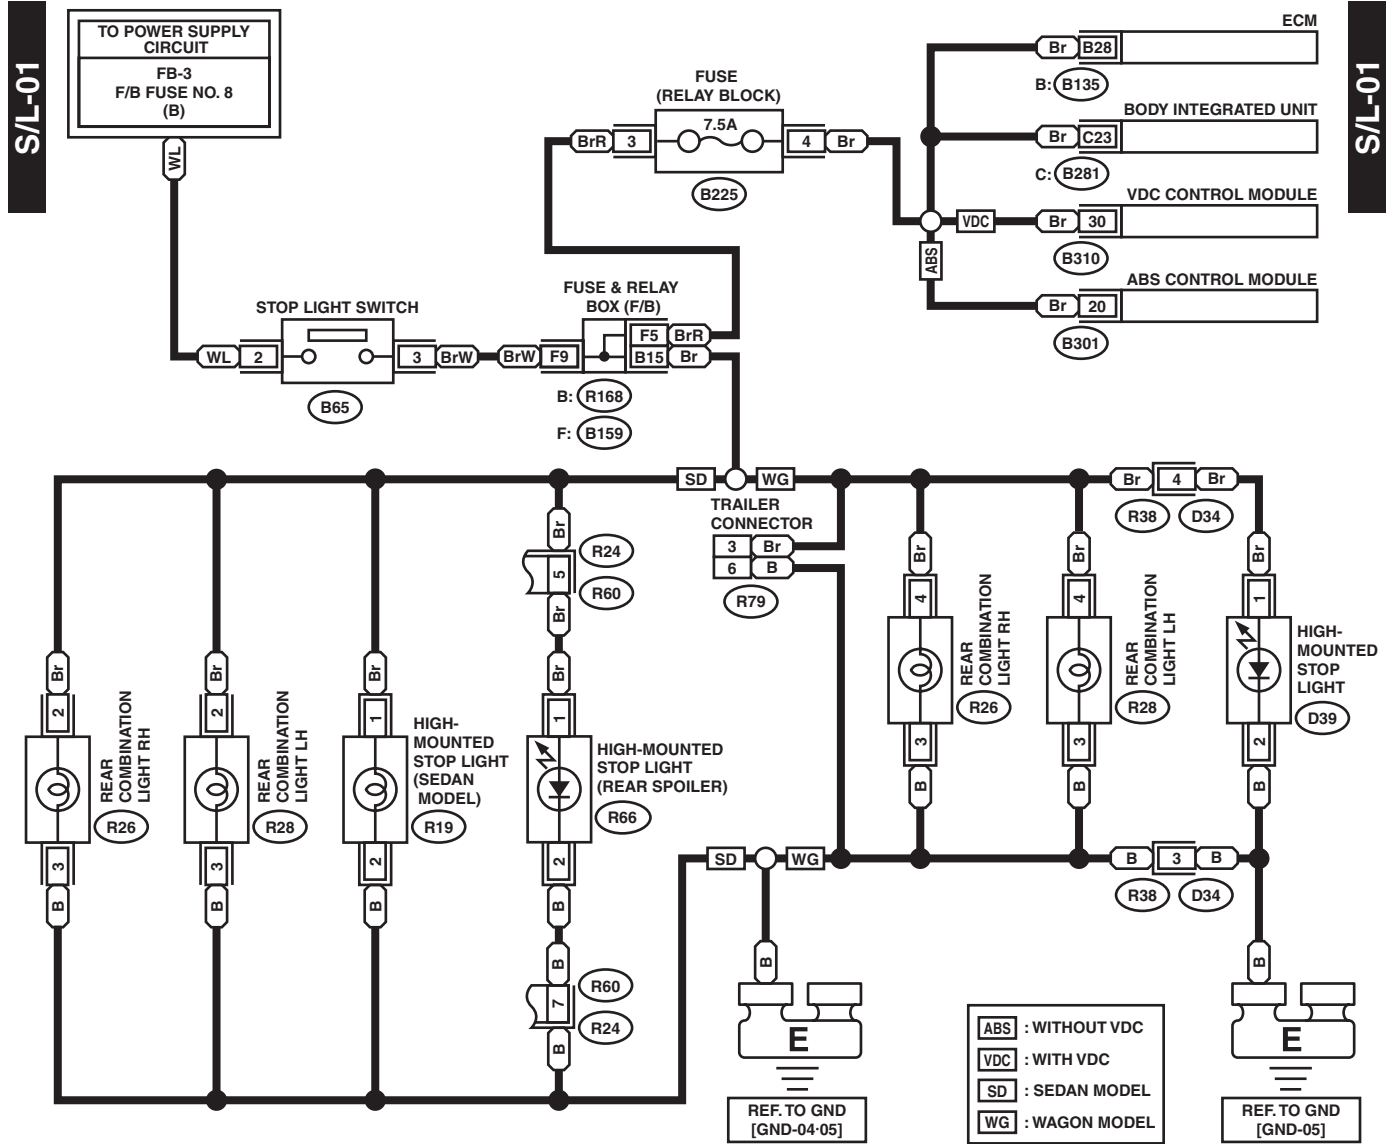 S/L-01
TO POWER SUPPLY
CIRCUIT
FB-3
F/B FUSE NO. 8
(B)
WL
WL
2
STOP LIGHT SWITCH
3
BrW
B65
BrW
F9
FUSE & RELAY
BOX (F/B)
F5
BrR
B15
Br
B: R168
F: B159
BrR
3
FUSE
(RELAY BLOCK)
7.5A
4
Br
B225
ECM
Br
B28
B: B135
BODY INTEGRATED UNIT
Br
C23
C: B281
VDC CONTROL MODULE
VDC
Br
30
B310
ABS
ABS CONTROL MODULE
Br
20
B301
S/L-01
SD
WG
TRAILER
CONNECTOR
3
Br
6
B
R79
Br
4
Br
R38
D34
Br
2
REAR
COMBINATION
LIGHT RH
R26
3
B
Br
2
REAR
COMBINATION
LIGHT LH
R28
3
B
Br
1
HIGH-
MOUNTED
STOP LIGHT
(SEDAN
MODEL)
R19
2
B
Br
5
R24
R60
Br
Br
1
HIGH-MOUNTED
STOP LIGHT
(REAR SPOILER)
R66
2
B
B
7
R60
R24
B
Br
4
REAR
COMBINATION
LIGHT RH
R26
3
B
Br
4
REAR
COMBINATION
LIGHT LH
R28
3
B
Br
1
HIGH-
MOUNTED
STOP
LIGHT
D39
2
B
SD
WG
B
3
B
R38
D34
B
E
REF. TO GND
[GND-04·05]
ABS : WITHOUT VDC
VDC : WITH VDC
SD : SEDAN MODEL
WG : WAGON MODEL
B
E
REF. TO GND
[GND-05]